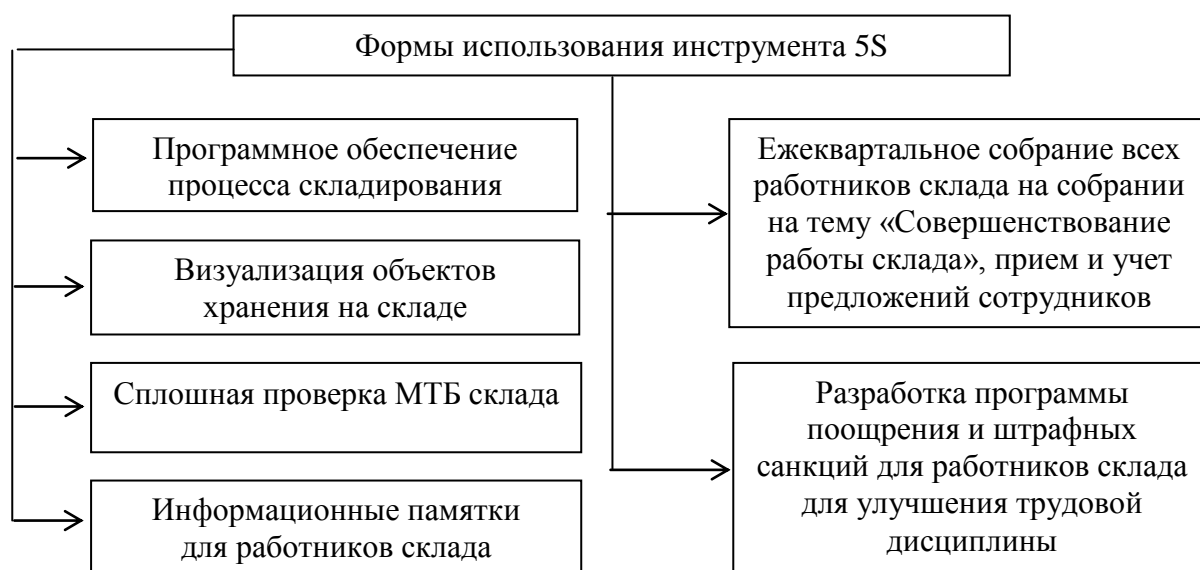 Формы использования инструмента 5S
Программное обеспечение
процесса складирования
Визуализация объектов
хранения на складе
Сплошная проверка МТБ склада
Информационные памятки
для работников склада
Ежеквартальное собрание всех
работников склада на собрании
на тему «Совершенствование
работы склада», прием и учет
предложений сотрудников
Разработка программы
поощрения и штрафных
санкций для работников склада
для улучшения трудовой
дисциплины